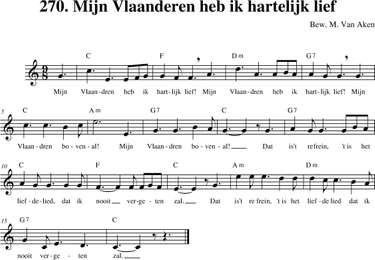 270. Mijn Vlaanderen heb ik hartelijk lief
Bew. M. Van Aken
C F Dm G7
Mijn Vlaan-dren heb ik hart-lijk lief! Mijn Vlaan-dren heb ik hart-lijk lief! Mijn
5 C Am G7 C
Vlaan-dren bo-ven-al! Mijn Vlaan-dren bo-ven-al! Dat is't re frein, 't is het
10 C F C Am Dm
lief-de-lied, dat ik nooit ver-ge-ten zal. Dat is't re frein, 't is het lief-de lied dat ik
15 G7 C
nooit ver-ge-ten zal.